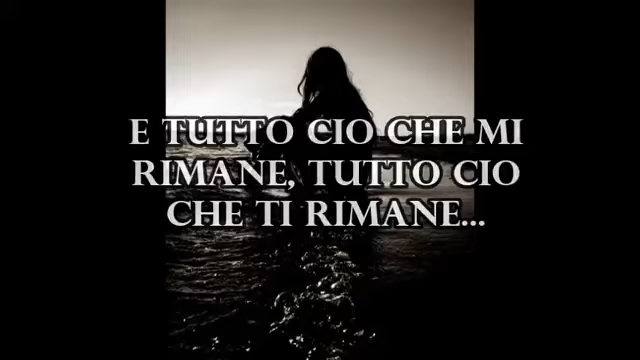 E TUTTO CIO CHE MI
RIMANE, TUTTO CIO
CHE TI RIMANE...